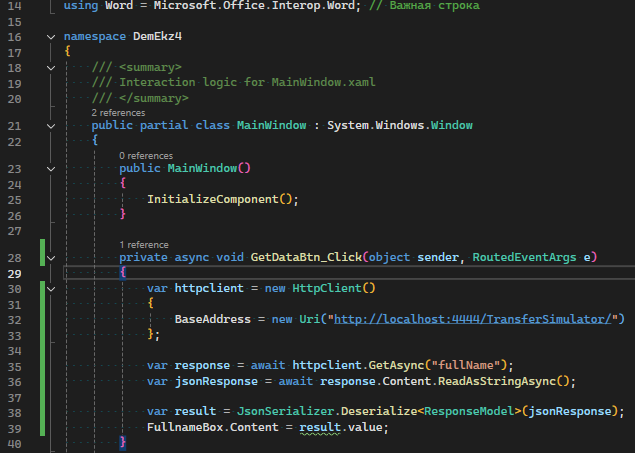 14 using Word = Microsoft.Office.Interop.Word; // Важная строка
15
16 namespace DemEkz4
17 {
18 /// <summary>
19 /// Interaction logic for MainWindow.xaml
20 /// </summary>
2 references
21 public partial class MainWindow : System.Windows.Window
22 {
0 references
23 public MainWindow()
24 {
25 InitializeComponent();
26 }
27
1 reference
28 private async void GetDataBtn_Click(object sender, RoutedEventArgs e)
29 {
30 var httpclient = new HttpClient()
31 {
32 BaseAddress = new Uri("http://localhost:4444/TransferSimulator/")
33 };
34
35 var response = await httpclient.GetAsync("fullName");
36 var jsonResponse = await response.Content.ReadAsStringAsync();
37
38 var result = JsonSerializer.Deserialize<ResponseModel>(jsonResponse);
39 FullnameBox.Content = result.value;
40 }